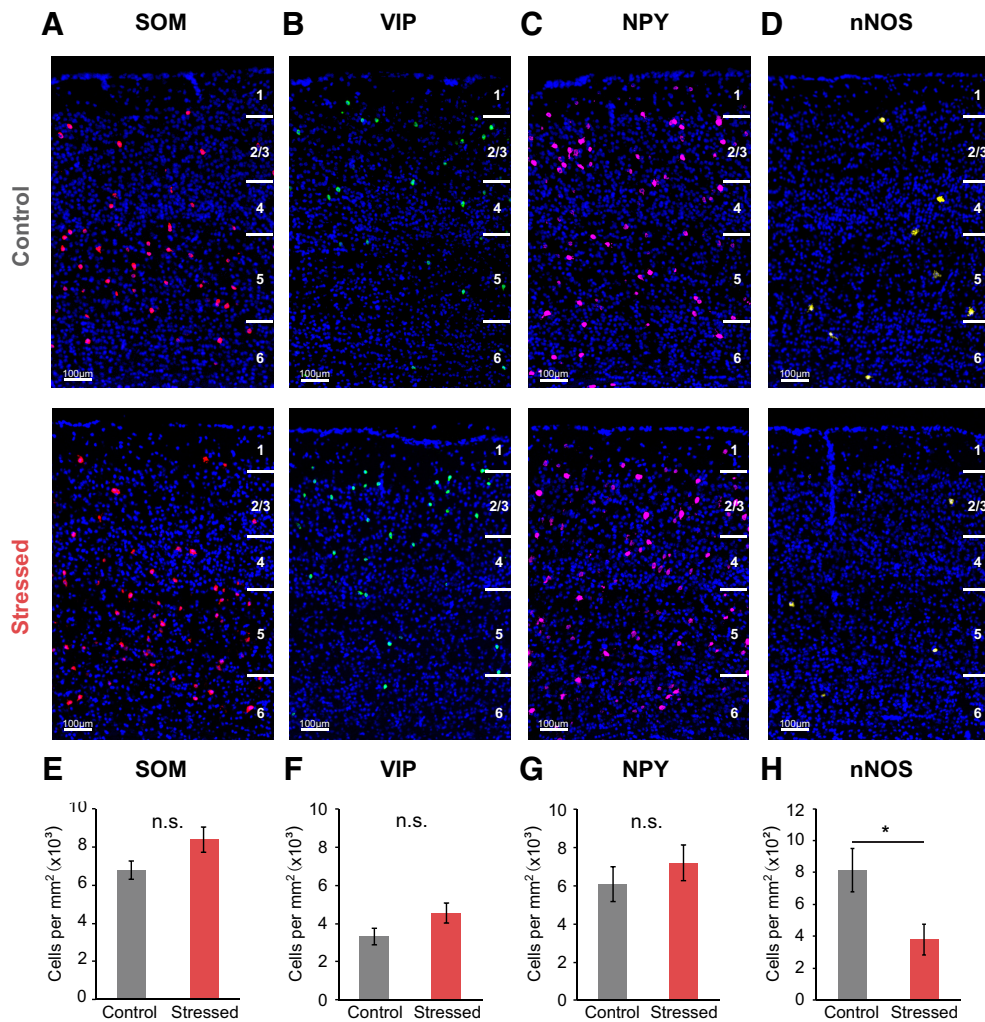 A SOM B VIP C NPY D nNOS
Control
1 1 1 1
2/3 2/3 2/3 2/3
4 4 4 4
5 5 5 5
6 6 6 6
100µm 100µm 100µm 100µm
Stressed
1 1 1 1
2/3 2/3 2/3 2/3
4 4 4 4
5 5 5 5
6 6 6 6
100µm 100µm 100µm 100µm
E SOM
Cells per mm² (x10³)
10
8
6
4
2
0
n.s.
Control Stressed
F VIP
Cells per mm² (x10³)
10
8
6
4
2
0
n.s.
Control Stressed
G NPY
Cells per mm² (x10³)
10
8
6
4
2
0
n.s.
Control Stressed
H nNOS
Cells per mm² (x10²)
12
10
8
6
4
2
0
*
Control Stressed